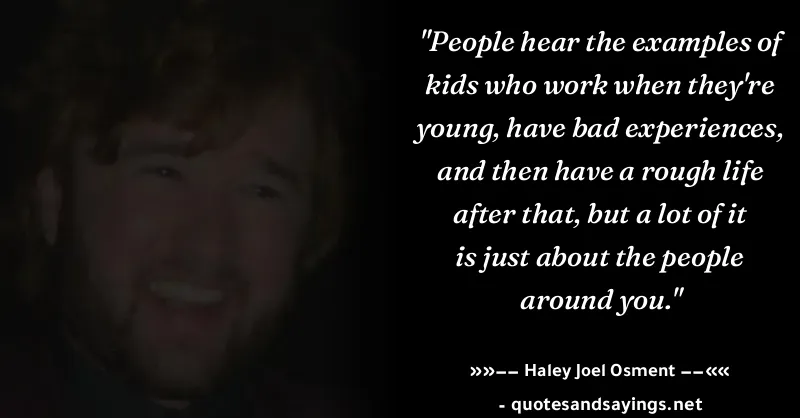 "People hear the examples of
kids who work when they're
young, have bad experiences,
and then have a rough life
after that, but a lot of it
is just about the people
around you."
»»-- Haley Joel Osment --««
- quotesandsayings.net